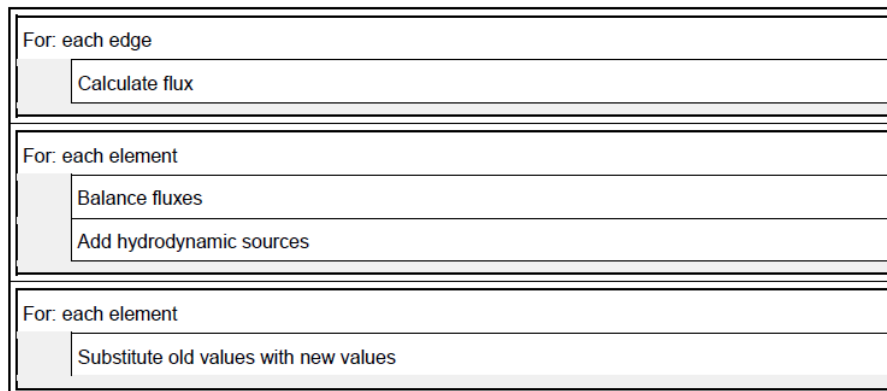 For: each edge
Calculate flux
For: each element
Balance fluxes
Add hydrodynamic sources
For: each element
Substitute old values with new values